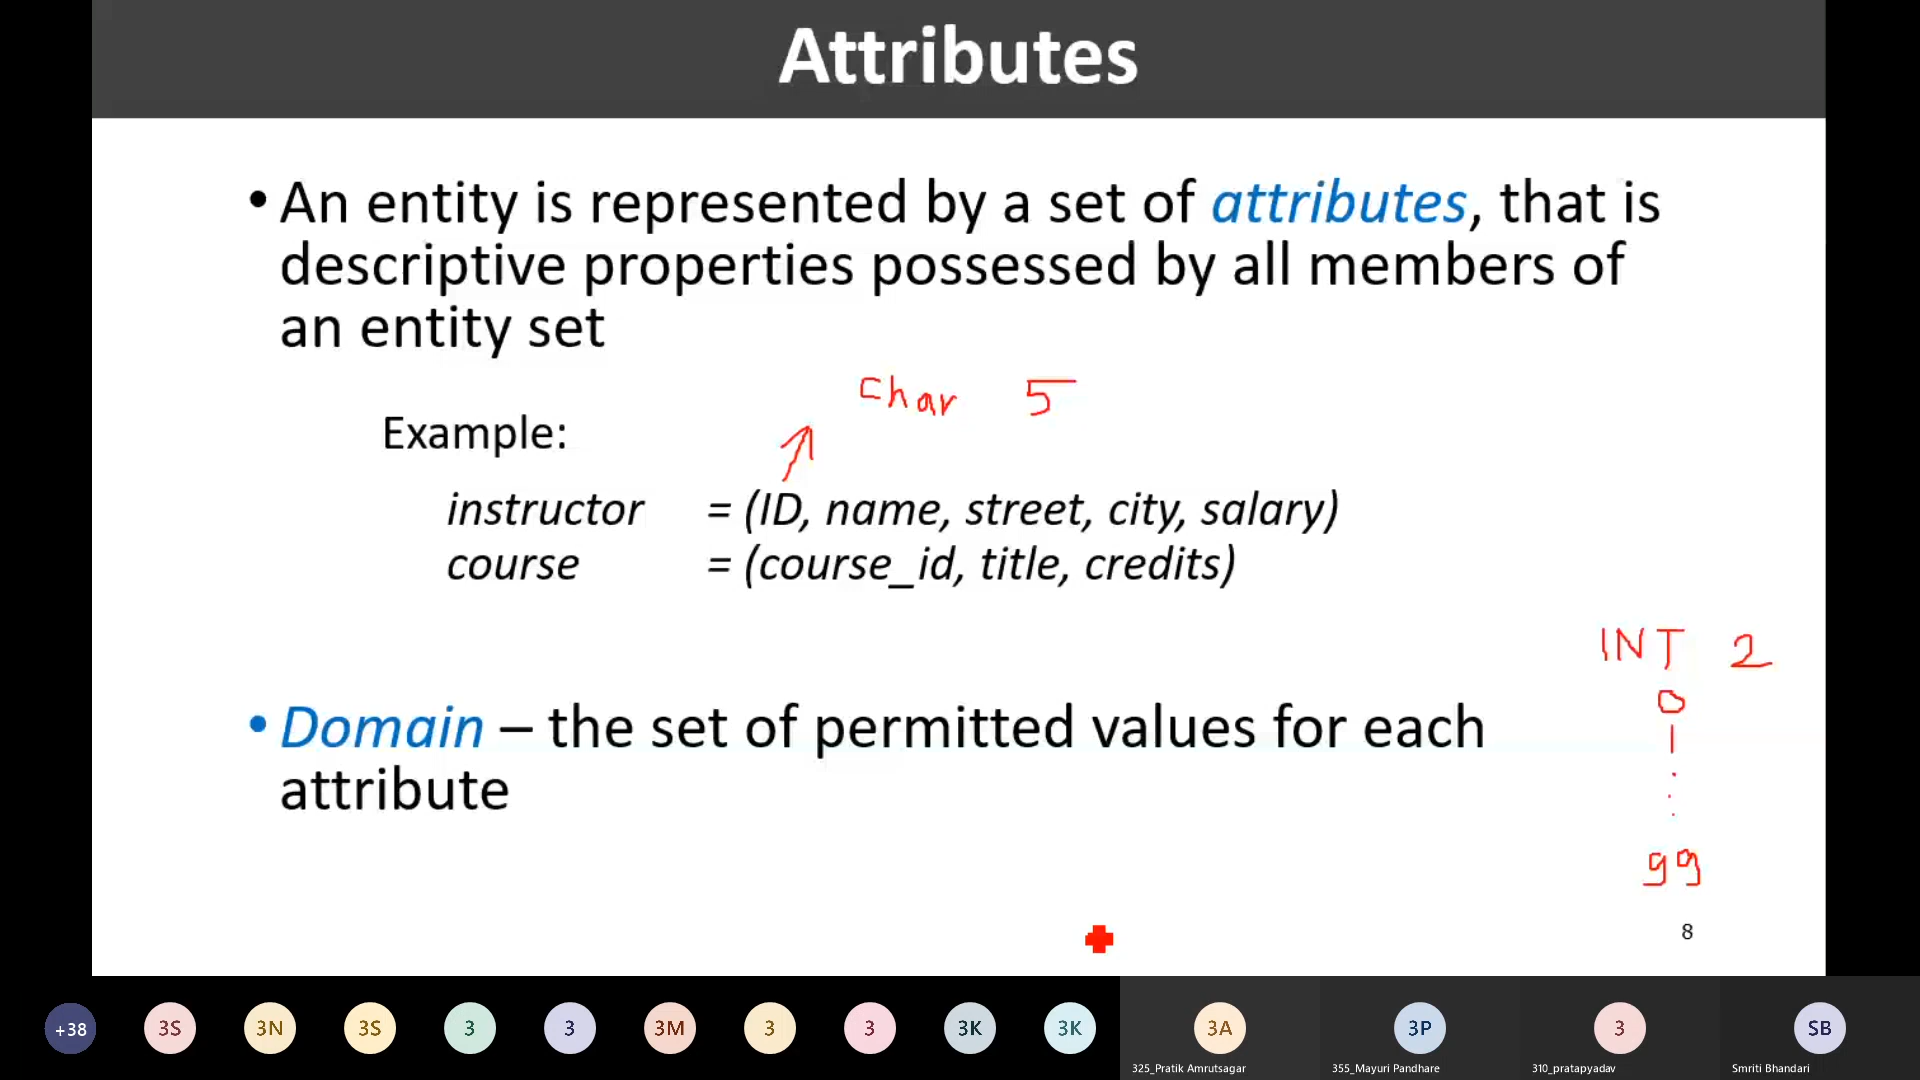 Attributes
• An entity is represented by a set of attributes, that is
descriptive properties possessed by all members of
an entity set
char 5
Example:
instructor = (ID, name, street, city, salary)
course = (course_id, title, credits)
INT 2
0
1
99
• Domain – the set of permitted values for each
attribute
8
+38 3S 3N 3S 3 3 3M 3 3 3K 3K 3A 3P 3 SB
325_Pratik Amrutsagar 355_Mayuri Pandhare 310_pratapyadav Smriti Bhandari